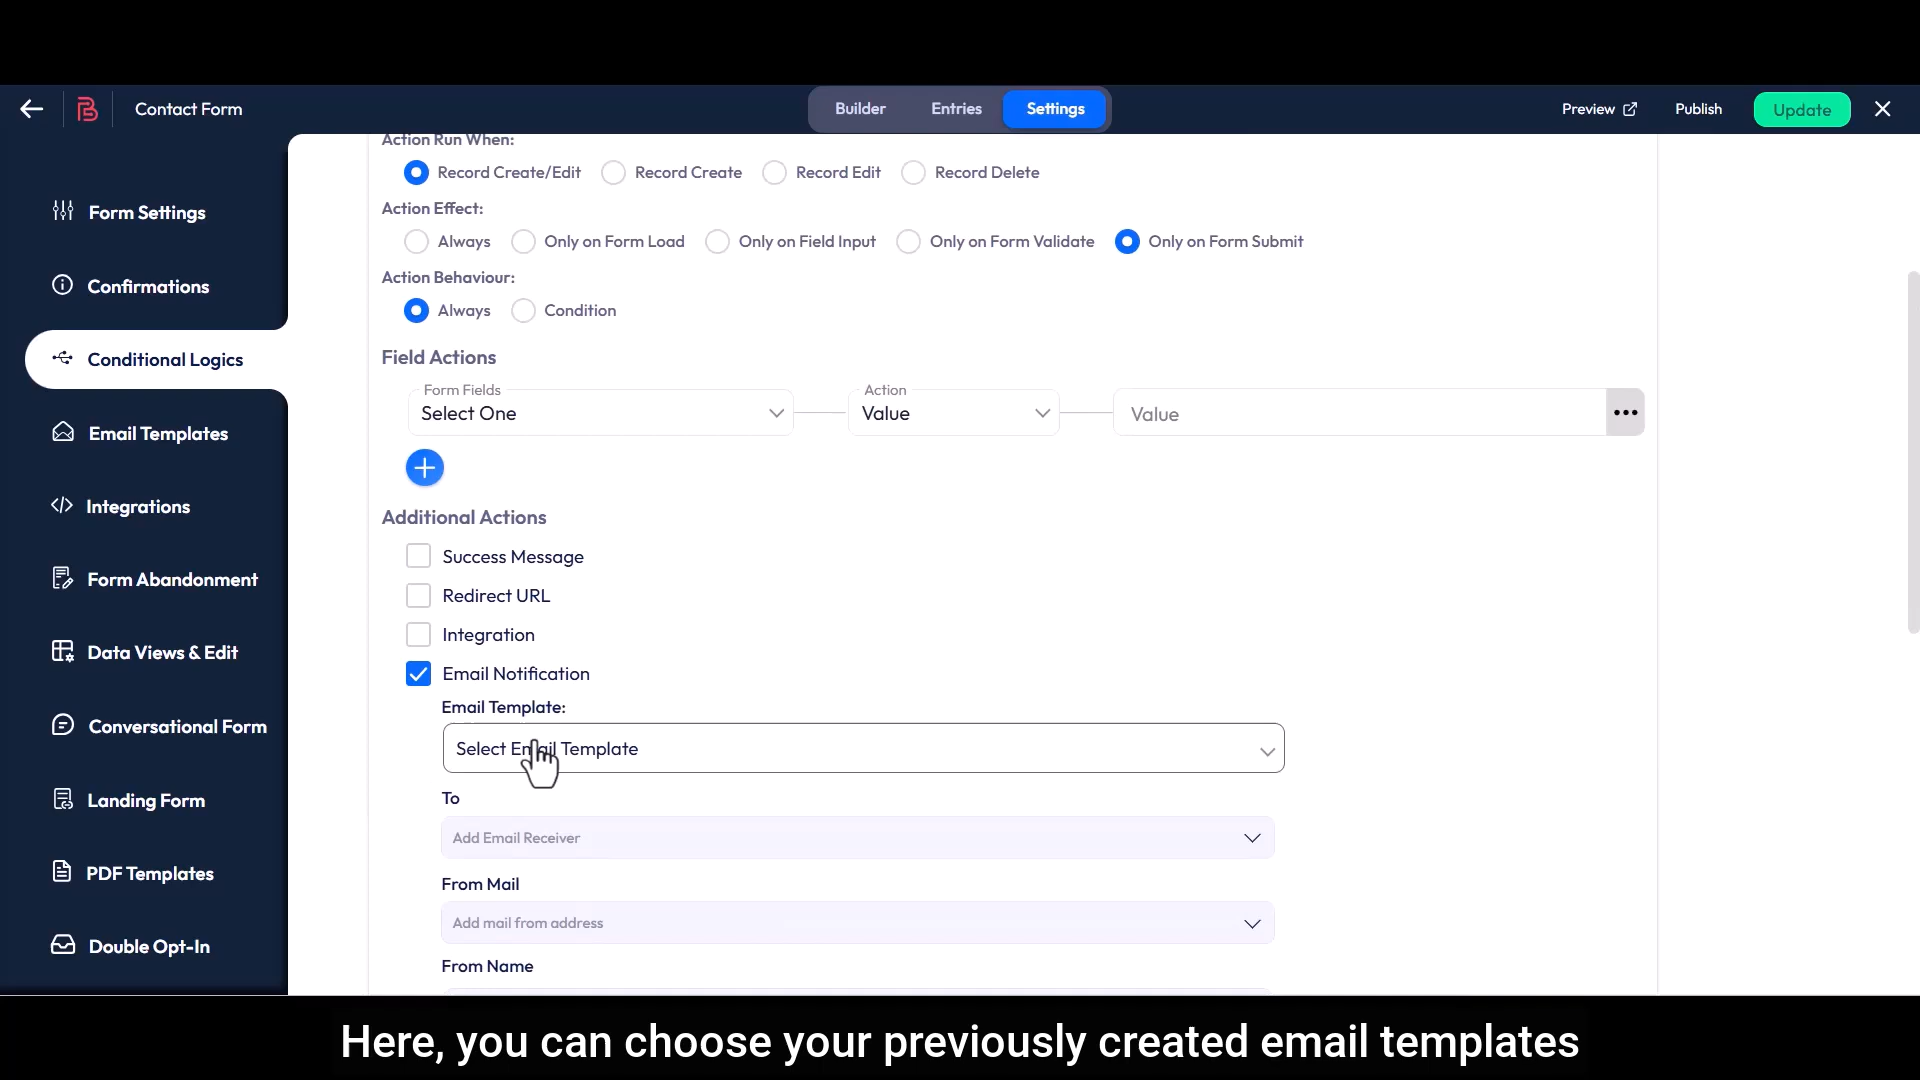 Contact Form
Builder Entries Settings
Preview Publish Update
Form Settings
Confirmations
Conditional Logics
Email Templates
Integrations
Form Abandonment
Data Views & Edit
Conversational Form
Landing Form
PDF Templates
Double Opt-In
Action Run When:
Record Create/Edit Record Create Record Edit Record Delete
Action Effect:
Always Only on Form Load Only on Field Input Only on Form Validate Only on Form Submit
Action Behaviour:
Always Condition
Field Actions
Form Fields Action
Select One Value Value
Additional Actions
Success Message
Redirect URL
Integration
Email Notification
Email Template:
Select Email Template
To
Add Email Receiver
From Mail
Add mail from address
From Name
Here, you can choose your previously created email templates